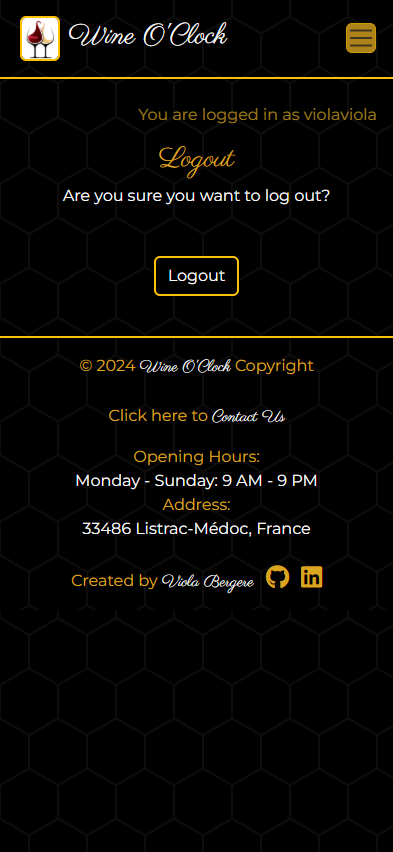 Wine O'Clock
You are logged in as violaviola
Logout
Are you sure you want to log out?
Logout
© 2024 Wine O'Clock Copyright
Click here to Contact Us
Opening Hours:
Monday - Sunday: 9 AM - 9 PM
Address:
33486 Listrac-Médoc, France
Created by Viola Bergere in